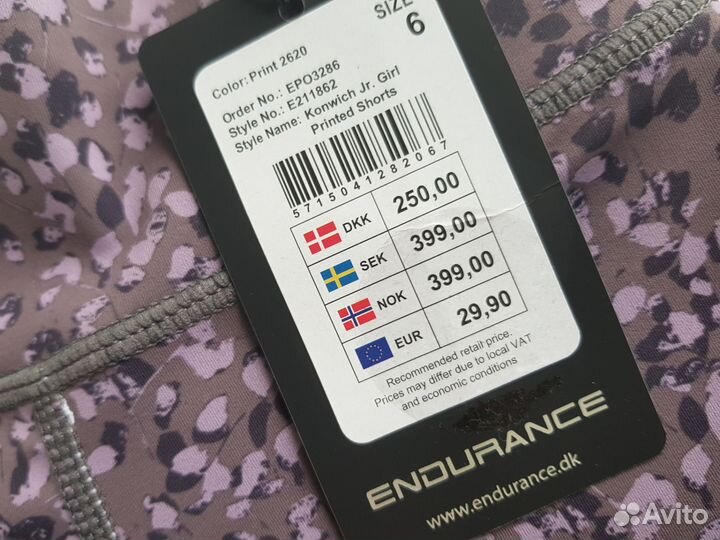 SIZE
6
Color: Print 2620
Order No.: EPO3286
Style No.: E211862
Style Name: Konwich Jr. Girl
Printed Shorts
5715041282067
DKK 250,00
SEK 399,00
NOK 399,00
EUR 29,90
Recommended retail price.
Prices may differ due to local VAT
and economic conditions
ENDURANCE
www.endurance.dk
Avito